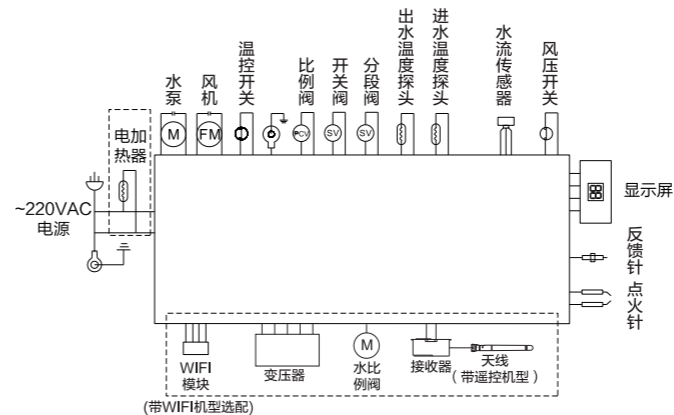 水泵
风机
温控开关
比例阀
开关阀
分段阀
出水温度探头
进水温度探头
水流传感器
风压开关
M
FM
PCV
SV
SV
电加
热器
~220VAC
电源
显示屏
反馈针
点火针
M
WIFI
模块
变压器
水比
例阀
接收器
天线
(带遥控机型)
(带WIFI机型选配)